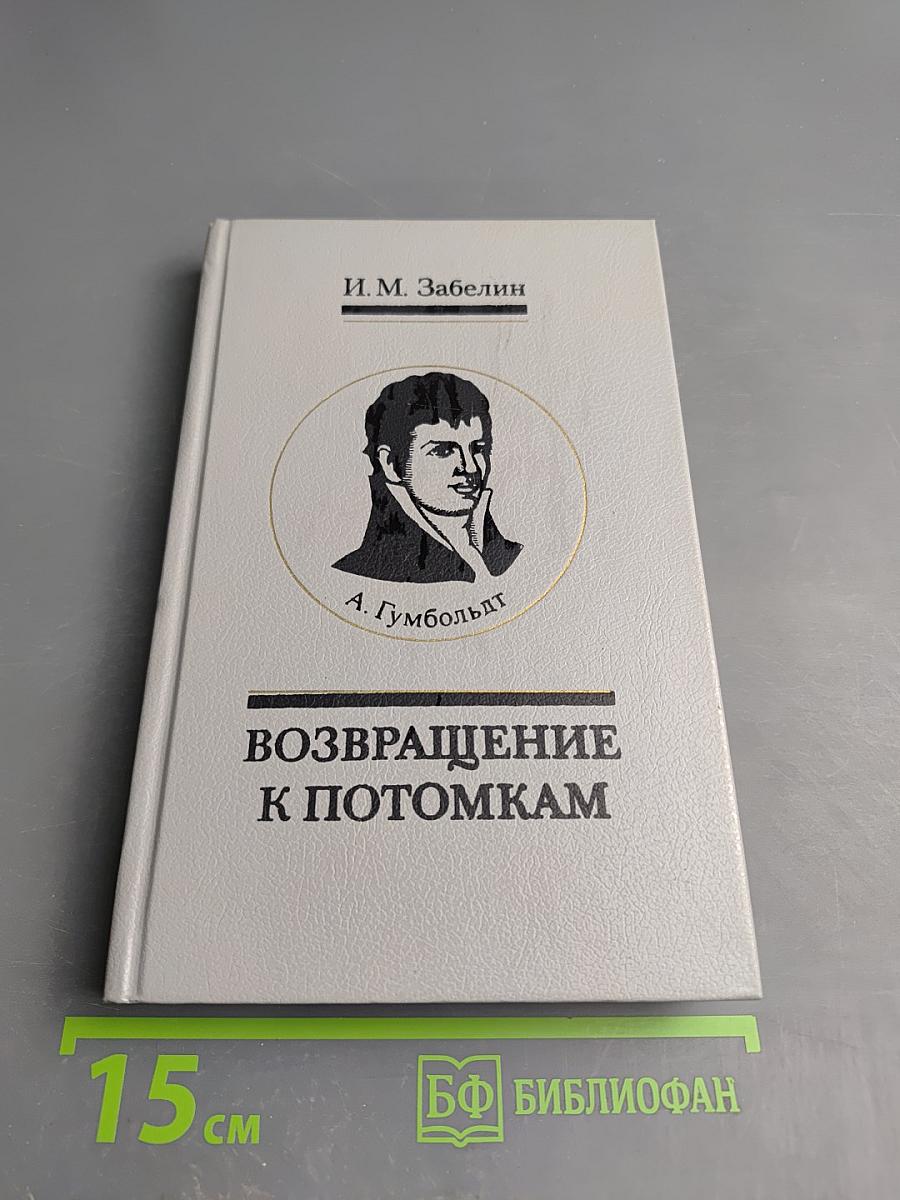 И. М. Забелин
А. Гумбольдт
ВОЗВРАЩЕНИЕ
К ПОТОМКАМ
15 см
БФ БИБЛИОФАН